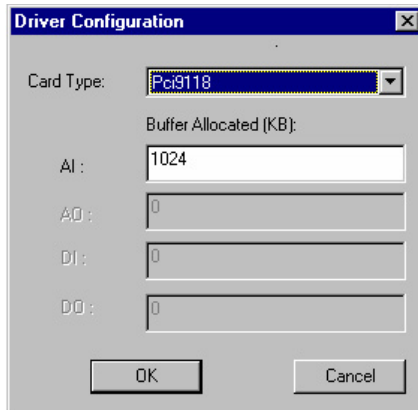 Driver Configuration
Card Type: Pci9118
Buffer Allocated (KB):
AI : 1024
AO : 0
DI : 0
DO : 0
OK Cancel